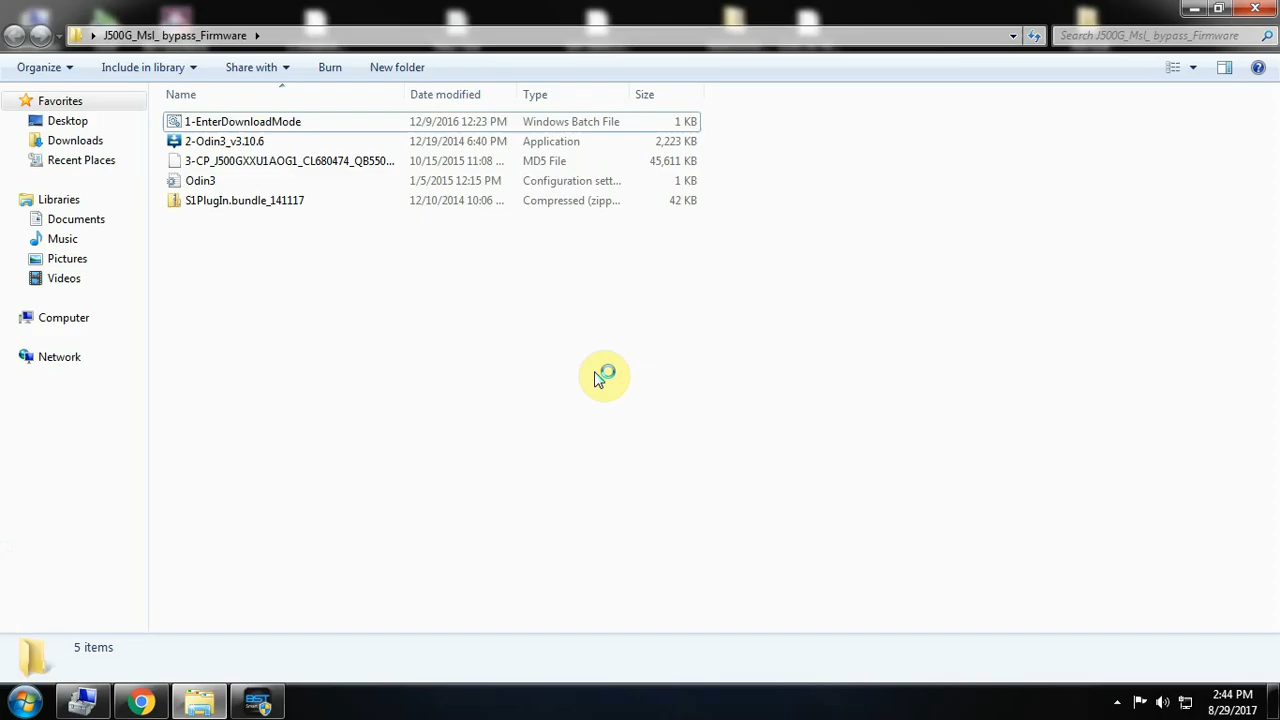 J500G_Msl_ bypass_Firmware
Search J500G_Msl_ bypass_Firmware
Organize
Include in library
Share with
Burn
New folder
Name
Date modified
Type
Size
Favorites
Desktop
Downloads
Recent Places
Libraries
Documents
Music
Pictures
Videos
Computer
Network
1-EnterDownloadMode 12/9/2016 12:23 PM Windows Batch File 1 KB
2-Odin3_v3.10.6 12/19/2014 6:40 PM Application 2,223 KB
3-CP_J500GXXU1AOG1_CL680474_QB550... 10/15/2015 11:08 ... MD5 File 45,611 KB
Odin3 1/5/2015 12:15 PM Configuration sett... 1 KB
S1PlugIn.bundle_141117 12/10/2014 10:06 ... Compressed (zipp... 42 KB
5 items
BST
2:44 PM
8/29/2017